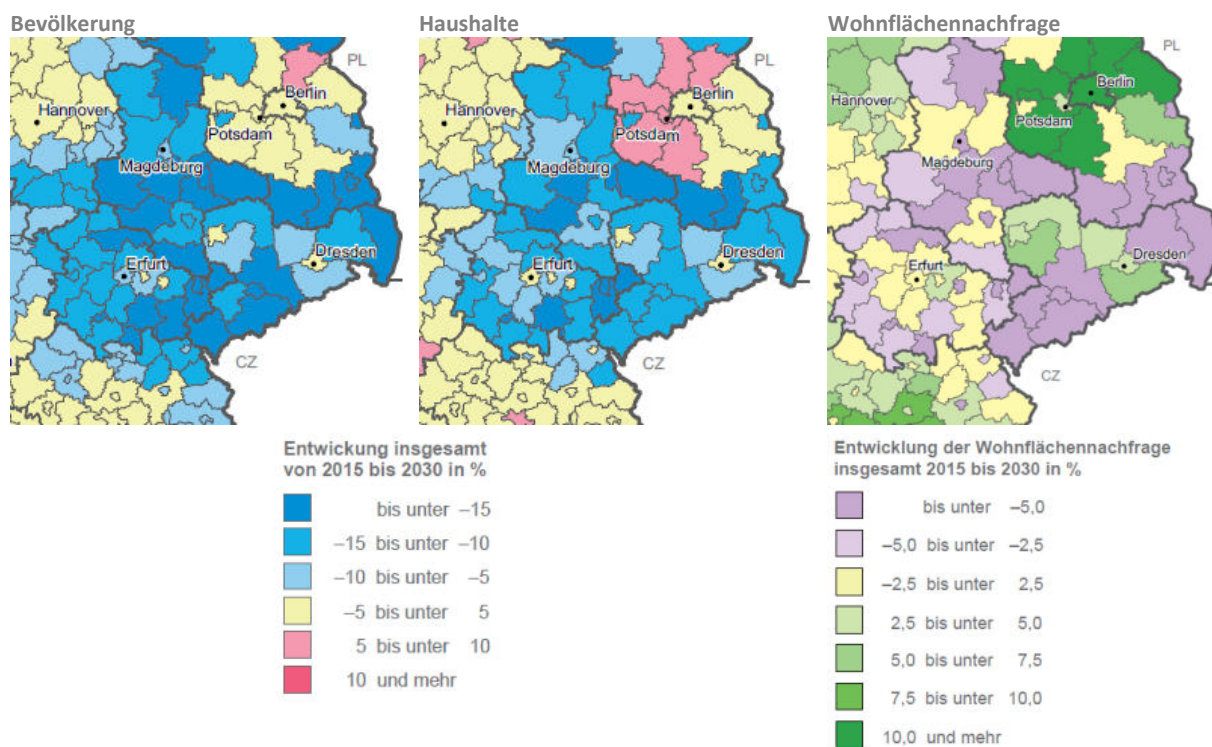 Bevölkerung
Haushalte
Wohnflächennachfrage
PL
Berlin
Hannover
Potsdam
Magdeburg
Erfurt
Dresden
CZ
PL
Berlin
Hannover
Potsdam
Magdeburg
Erfurt
Dresden
CZ
PL
Berlin
Hannover
Potsdam
Magdeburg
Erfurt
Dresden
CZ
Entwickung insgesamt
von 2015 bis 2030 in %
bis unter –15
–15 bis unter –10
–10 bis unter –5
–5 bis unter 5
5 bis unter 10
10 und mehr
Entwicklung der Wohnflächennachfrage
insgesamt 2015 bis 2030 in %
bis unter –5,0
–5,0 bis unter –2,5
–2,5 bis unter 2,5
2,5 bis unter 5,0
5,0 bis unter 7,5
7,5 bis unter 10,0
10,0 und mehr